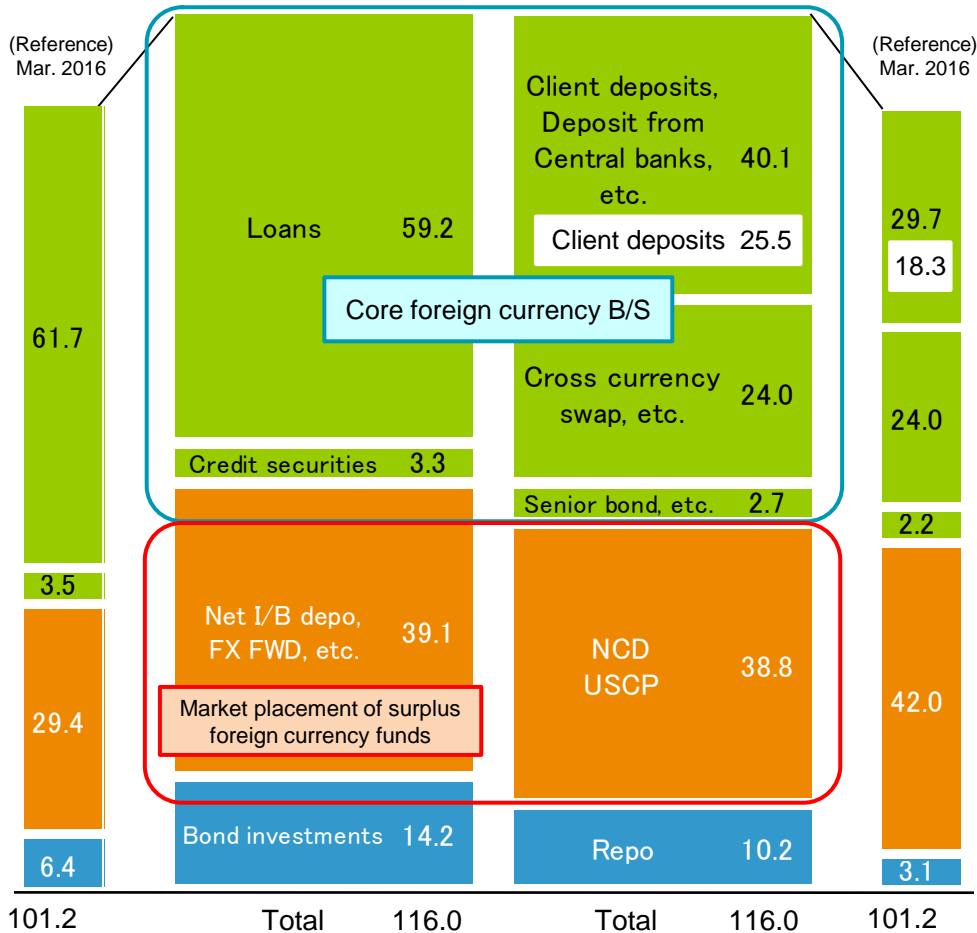 (Reference)
Mar. 2016
(Reference)
Mar. 2016
61.7
3.5
29.4
6.4
101.2
Loans 59.2
Credit securities 3.3
Net I/B depo,
FX FWD, etc. 39.1
Market placement of surplus
foreign currency funds
Bond investments 14.2
Total 116.0
Core foreign currency B/S
Client deposits,
Deposit from
Central banks, 40.1
etc.
Client deposits 25.5
Cross currency
swap, etc. 24.0
Senior bond, etc. 2.7
NCD
USCP 38.8
Repo 10.2
Total 116.0
29.7
18.3
24.0
2.2
42.0
3.1
101.2